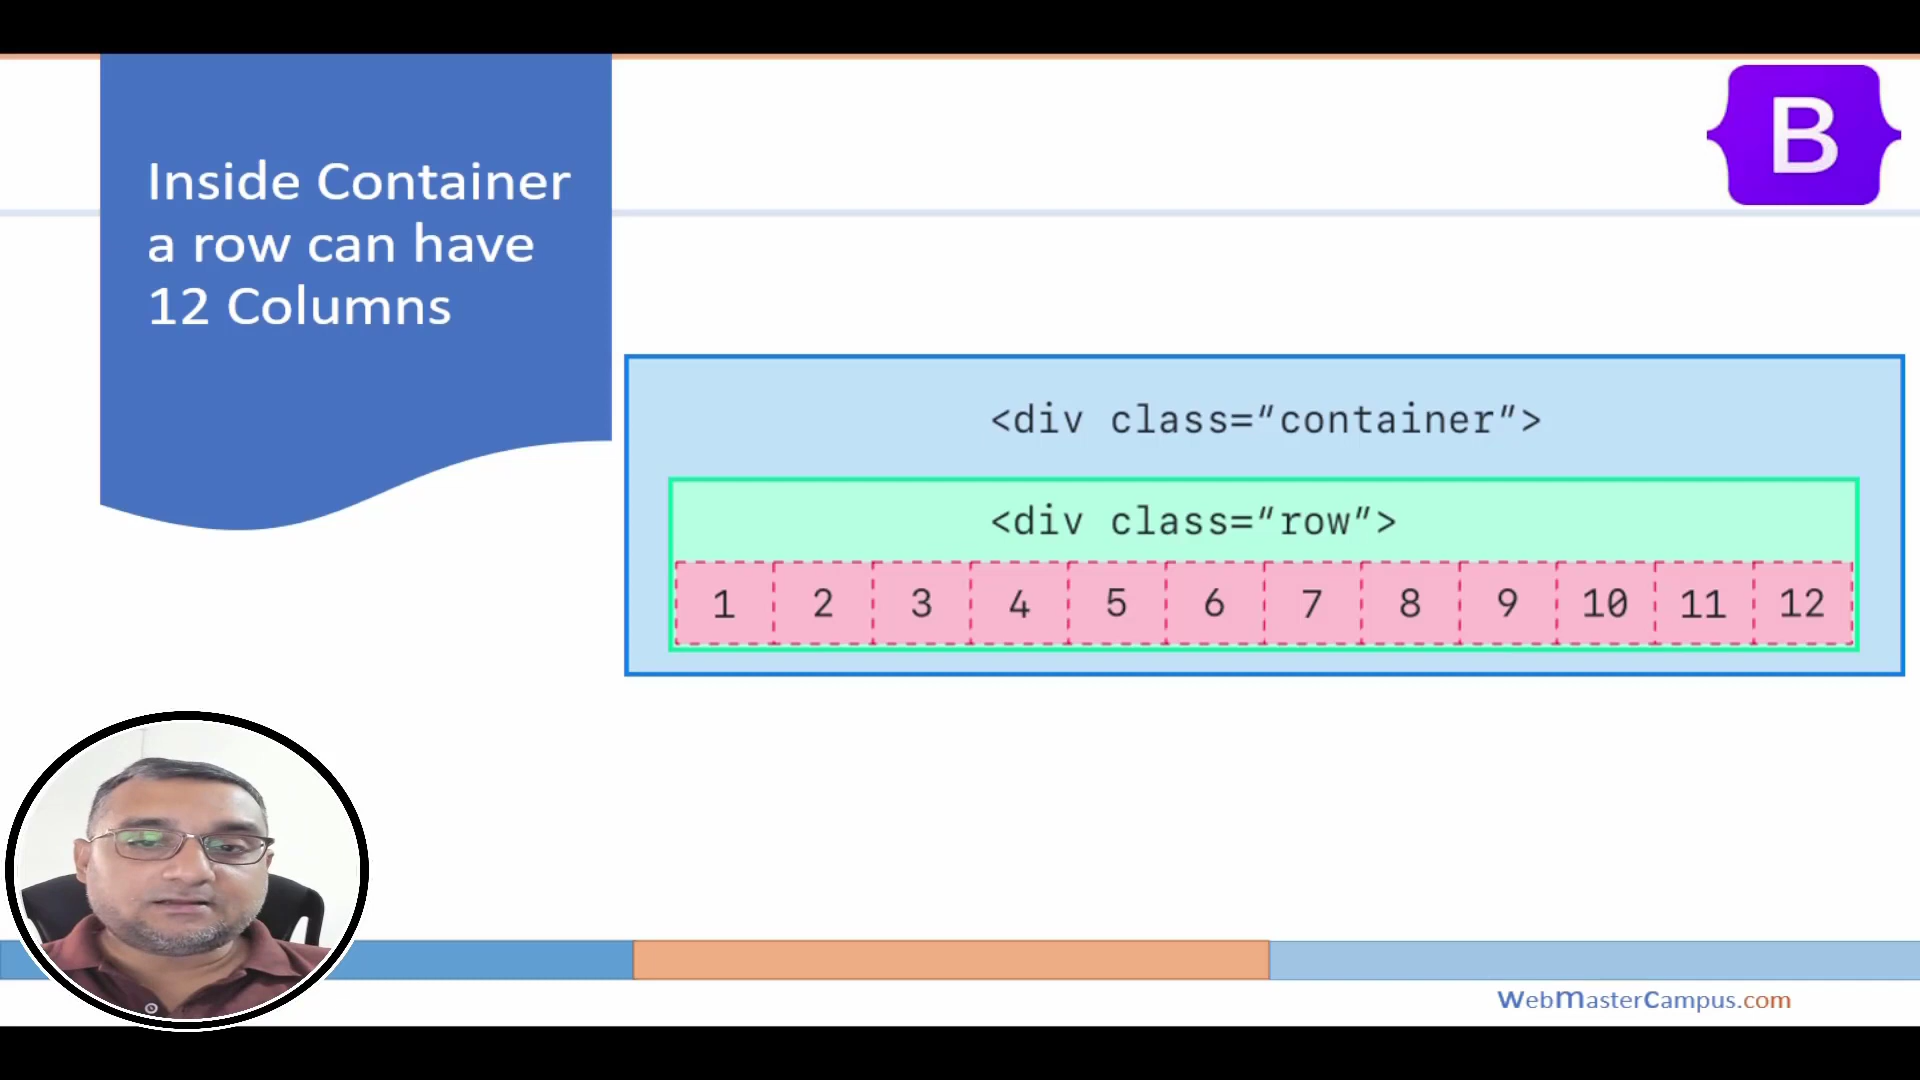 Inside Container
a row can have
12 Columns
B
<div class=“container”>
<div class=“row”>
1 2 3 4 5 6 7 8 9 10 11 12
WebMasterCampus.com